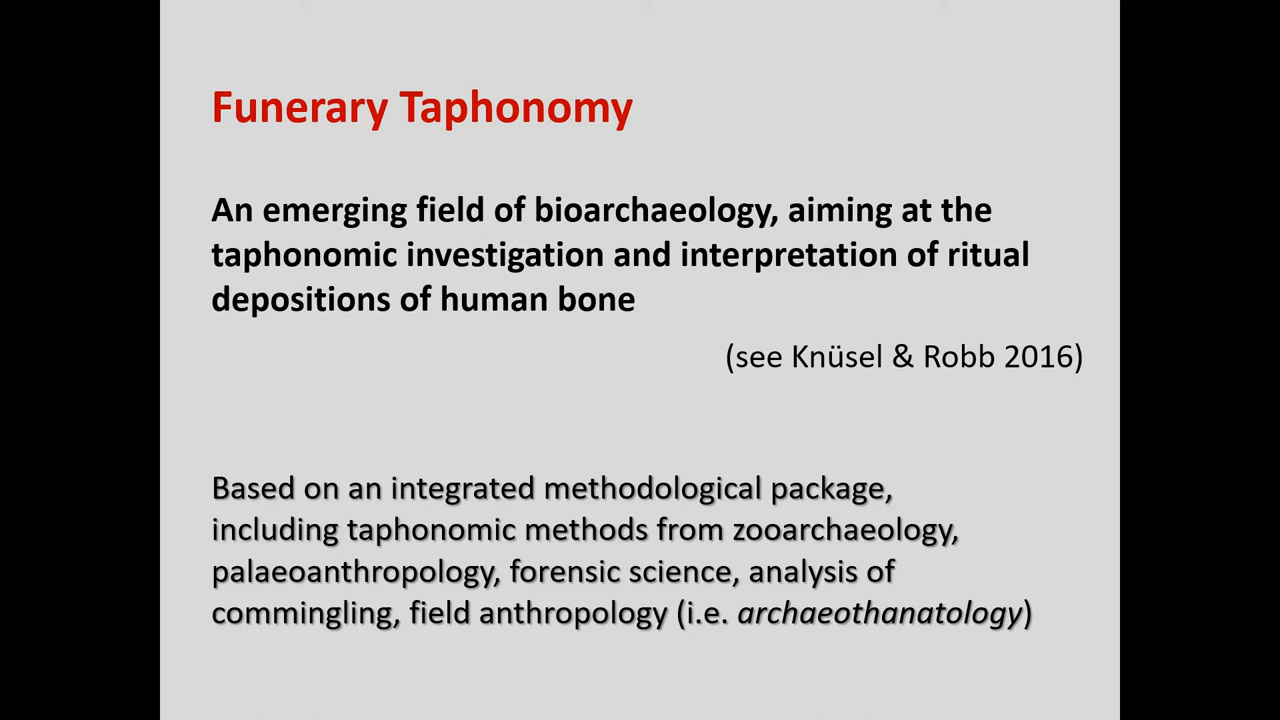 Funerary Taphonomy
An emerging field of bioarchaeology, aiming at the
taphonomic investigation and interpretation of ritual
depositions of human bone
(see Knüsel & Robb 2016)
Based on an integrated methodological package,
including taphonomic methods from zooarchaeology,
palaeoanthropology, forensic science, analysis of
commingling, field anthropology (i.e. archaeothanatology)